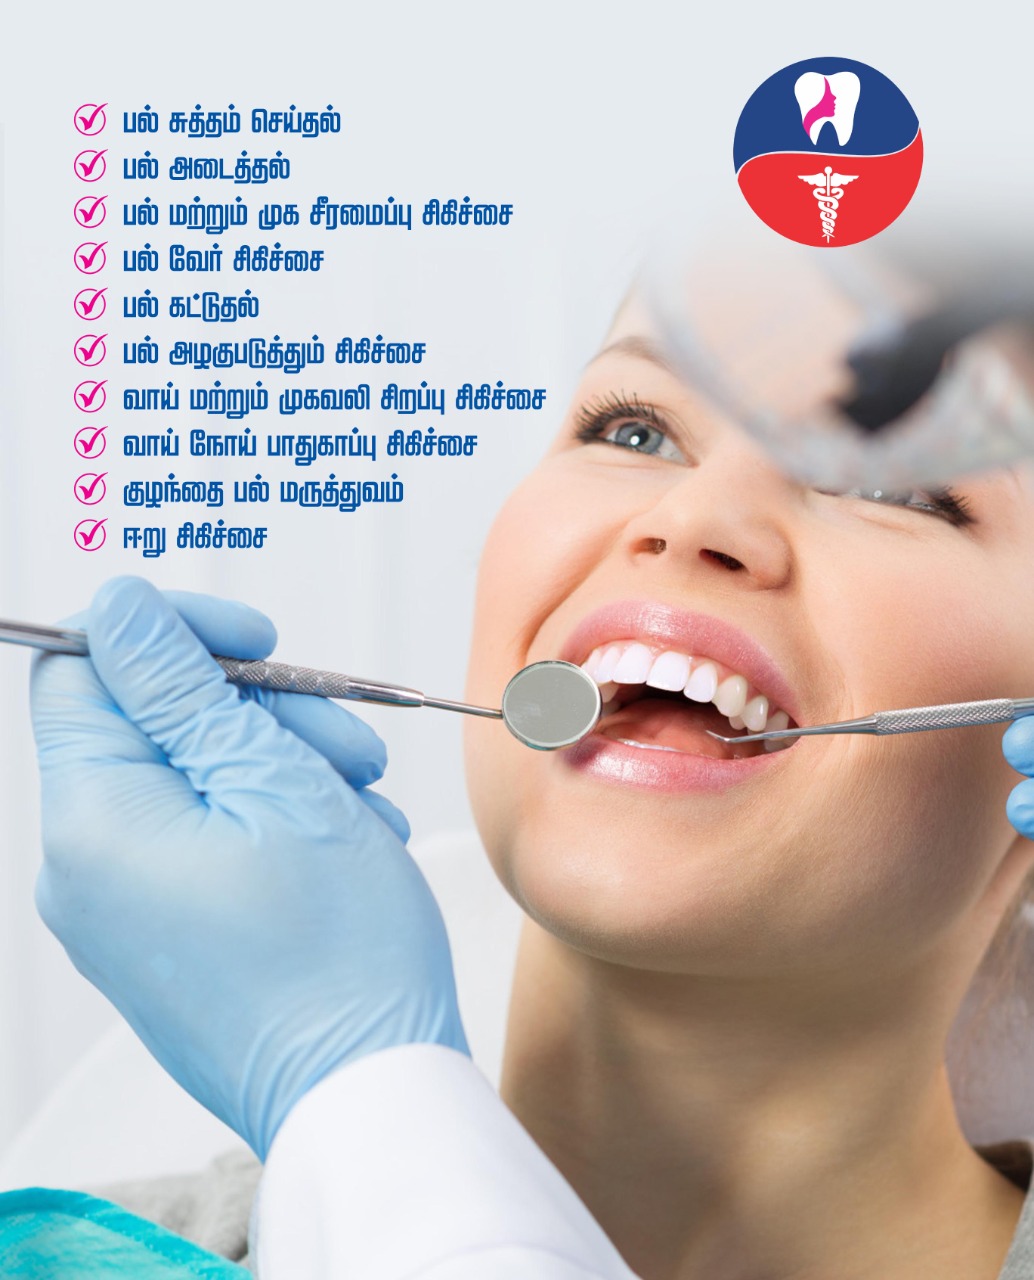 பல் சுத்தம் செய்தல்
பல் அடைத்தல்
பல் மற்றும் முக சீரமைப்பு சிகிச்சை
பல் வேர் சிகிச்சை
பல் கட்டுதல்
பல் அழகுபடுத்தும் சிகிச்சை
வாய் மற்றும் முகவலி சிறப்பு சிகிச்சை
வாய் நோய் பாதுகாப்பு சிகிச்சை
குழந்தை பல் மருத்துவம்
ஈறு சிகிச்சை